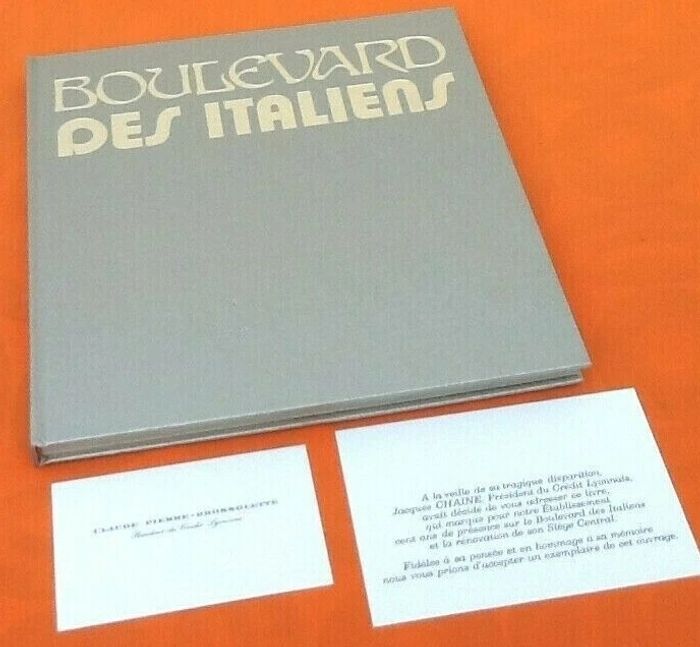 BOULEVARD
DES ITALIENS
CLAUDE PIERRE-BROSSOLETTE
Président du Crédit Lyonnais
A la veille de sa tragique disparition,
Jacques CHAINE, Président du Crédit Lyonnais,
avait décidé de vous adresser ce livre,
qui marque pour notre Établissement
cent ans de présence sur le Boulevard des Italiens
et la rénovation de son Siège Central.
Fidèles à sa pensée et en hommage à sa mémoire
nous vous prions d'accepter un exemplaire de cet ouvrage.